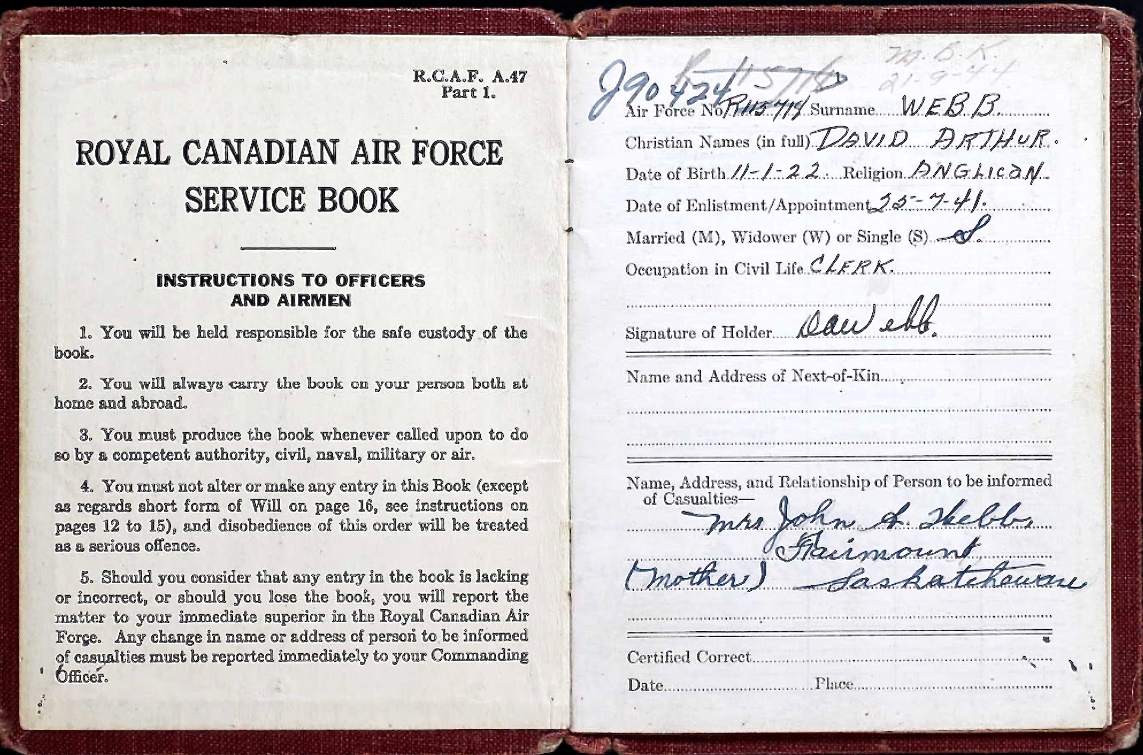 R.C.A.F. A.47
Part 1.
ROYAL CANADIAN AIR FORCE
SERVICE BOOK
INSTRUCTIONS TO OFFICERS
AND AIRMEN
1. You will be held responsible for the safe custody of the
book.
2. You will always carry the book on your person both at
home and abroad.
3. You must produce the book whenever called upon to do
so by a competent authority, civil, naval, military or air.
4. You must not alter or make any entry in this Book (except
as regards short form of Will on page 16, see instructions on
pages 12 to 15), and disobedience of this order will be treated
as a serious offence.
5. Should you consider that any entry in the book is lacking
or incorrect, or should you lose the book, you will report the
matter to your immediate superior in the Royal Canadian Air
Force. Any change in name or address of person to be informed
of casualties must be reported immediately to your Commanding
Officer.
M.B.K.
21-9-44
J90424
Air Force No. R115714 Surname WEBB.
Christian Names (in full) DAVID ARTHUR.
Date of Birth 11-1-22. Religion ANGLICAN.
Date of Enlistment/Appointment 25-7-41.
Married (M), Widower (W) or Single (S) S.
Occupation in Civil Life CLERK.
Signature of Holder DAWebb.
Name and Address of Next-of-Kin
Name, Address, and Relationship of Person to be informed
of Casualties—
Mrs John A. Webb,
Fairmount
(Mother) Saskatchewan
Certified Correct
Date Place